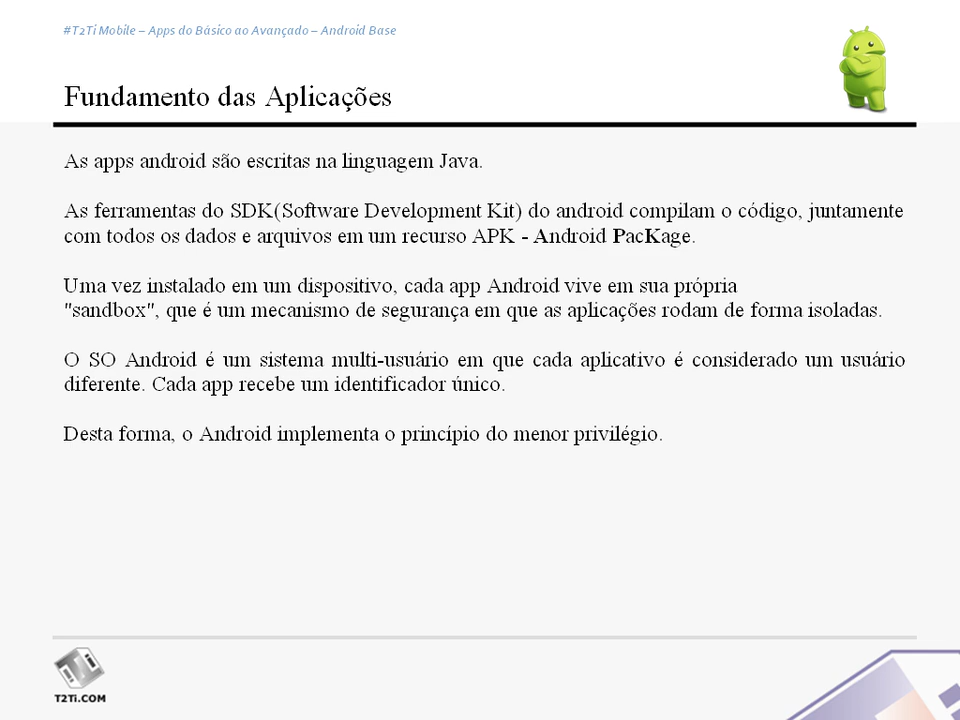 #T2Ti Mobile – Apps do Básico ao Avançado – Android Base
Fundamento das Aplicações
As apps android são escritas na linguagem Java.
As ferramentas do SDK(Software Development Kit) do android compilam o código, juntamente
com todos os dados e arquivos em um recurso APK - Android PacKage.
Uma vez instalado em um dispositivo, cada app Android vive em sua própria
"sandbox", que é um mecanismo de segurança em que as aplicações rodam de forma isoladas.
O SO Android é um sistema multi-usuário em que cada aplicativo é considerado um usuário
diferente. Cada app recebe um identificador único.
Desta forma, o Android implementa o princípio do menor privilégio.
T2Ti.COM